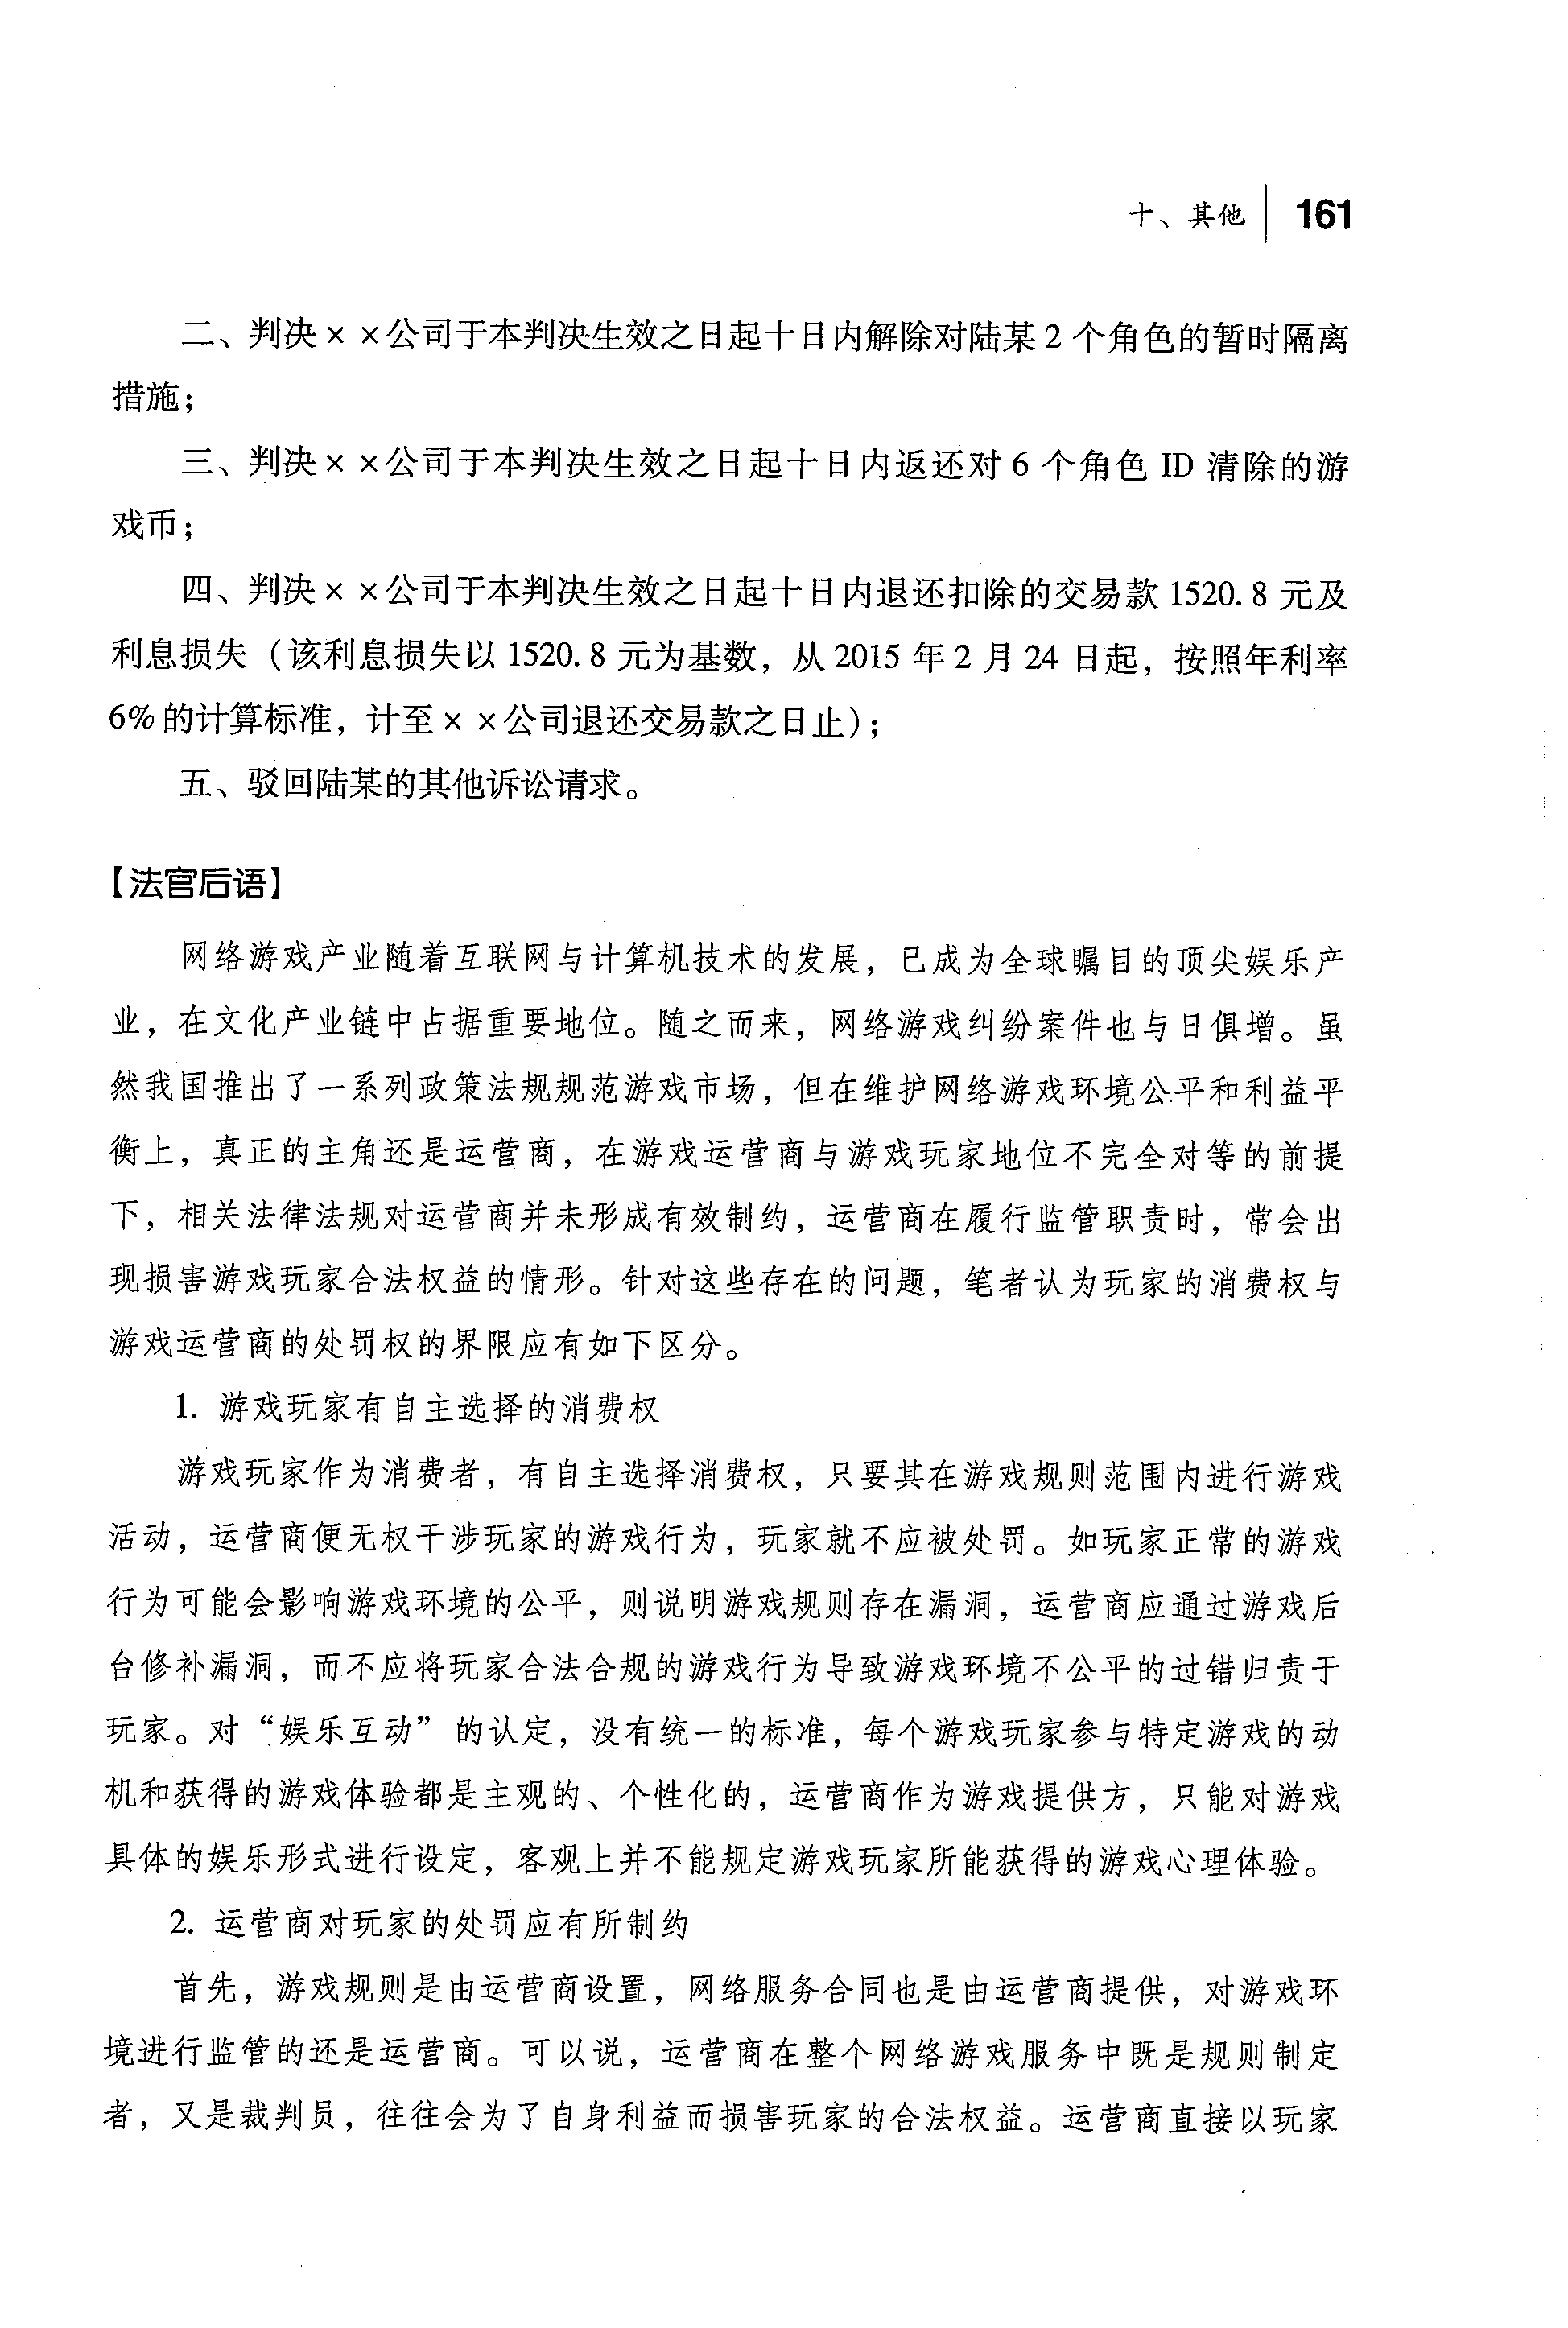 十、其他 | 161
二、判决××公司于本判决生效之日起十日内解除对陆某2个角色的暂时隔离
措施；
三、判决××公司于本判决生效之日起十日内返还对6个角色ID清除的游
戏币；
四、判决××公司于本判决生效之日起十日内退还扣除的交易款1520.8元及
利息损失（该利息损失以1520.8元为基数，从2015年2月24日起，按照年利率
6%的计算标准，计至××公司退还交易款之日止）；
五、驳回陆某的其他诉讼请求。
【法官后语】
网络游戏产业随着互联网与计算机技术的发展，已成为全球瞩目的顶尖娱乐产
业，在文化产业链中占据重要地位。随之而来，网络游戏纠纷案件也与日俱增。虽
然我国推出了一系列政策法规规范游戏市场，但在维护网络游戏环境公平和利益平
衡上，真正的主角还是运营商，在游戏运营商与游戏玩家地位不完全对等的前提
下，相关法律法规对运营商并未形成有效制约，运营商在履行监管职责时，常会出
现损害游戏玩家合法权益的情形。针对这些存在的问题，笔者认为玩家的消费权与
游戏运营商的处罚权的界限应有如下区分。
1. 游戏玩家有自主选择的消费权
游戏玩家作为消费者，有自主选择消费权，只要其在游戏规则范围内进行游戏
活动，运营商便无权干涉玩家的游戏行为，玩家就不应被处罚。如玩家正常的游戏
行为可能会影响游戏环境的公平，则说明游戏规则存在漏洞，运营商应通过游戏后
台修补漏洞，而不应将玩家合法合规的游戏行为导致游戏环境不公平的过错归责于
玩家。对“娱乐互动”的认定，没有统一的标准，每个游戏玩家参与特定游戏的动
机和获得的游戏体验都是主观的、个性化的，运营商作为游戏提供方，只能对游戏
具体的娱乐形式进行设定，客观上并不能规定游戏玩家所能获得的游戏心理体验。
2. 运营商对玩家的处罚应有所制约
首先，游戏规则是由运营商设置，网络服务合同也是由运营商提供，对游戏环
境进行监管的还是运营商。可以说，运营商在整个网络游戏服务中既是规则制定
者，又是裁判员，往往会为了自身利益而损害玩家的合法权益。运营商直接以玩家